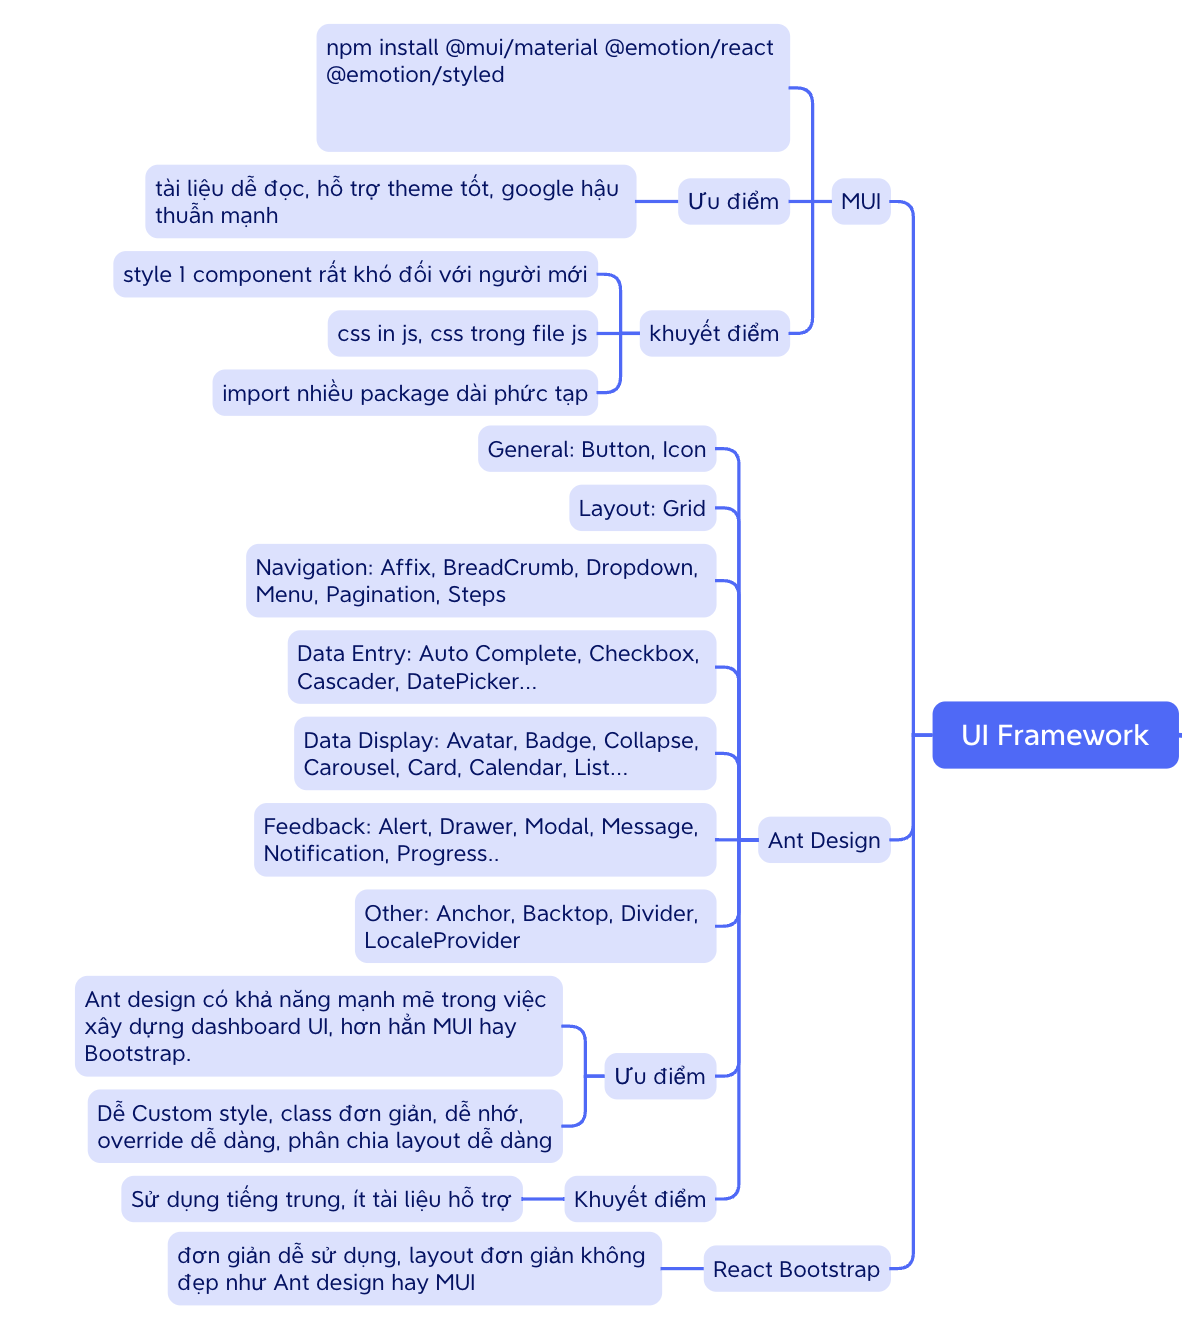 npm install @mui/material @emotion/react
@emotion/styled
tài liệu dễ đọc, hỗ trợ theme tốt, google hậu
thuẫn mạnh
Ưu điểm
MUI
style 1 component rất khó đối với người mới
css in js, css trong file js
khuyết điểm
import nhiều package dài phức tạp
General: Button, Icon
Layout: Grid
Navigation: Affix, BreadCrumb, Dropdown,
Menu, Pagination, Steps
Data Entry: Auto Complete, Checkbox,
Cascader, DatePicker...
Data Display: Avatar, Badge, Collapse,
Carousel, Card, Calendar, List...
UI Framework
Feedback: Alert, Drawer, Modal, Message,
Notification, Progress..
Ant Design
Other: Anchor, Backtop, Divider,
LocaleProvider
Ant design có khả năng mạnh mẽ trong việc
xây dựng dashboard UI, hơn hẳn MUI hay
Bootstrap.
Ưu điểm
Dễ Custom style, class đơn giản, dễ nhớ,
override dễ dàng, phân chia layout dễ dàng
Sử dụng tiếng trung, ít tài liệu hỗ trợ
Khuyết điểm
đơn giản dễ sử dụng, layout đơn giản không
đẹp như Ant design hay MUI
React Bootstrap